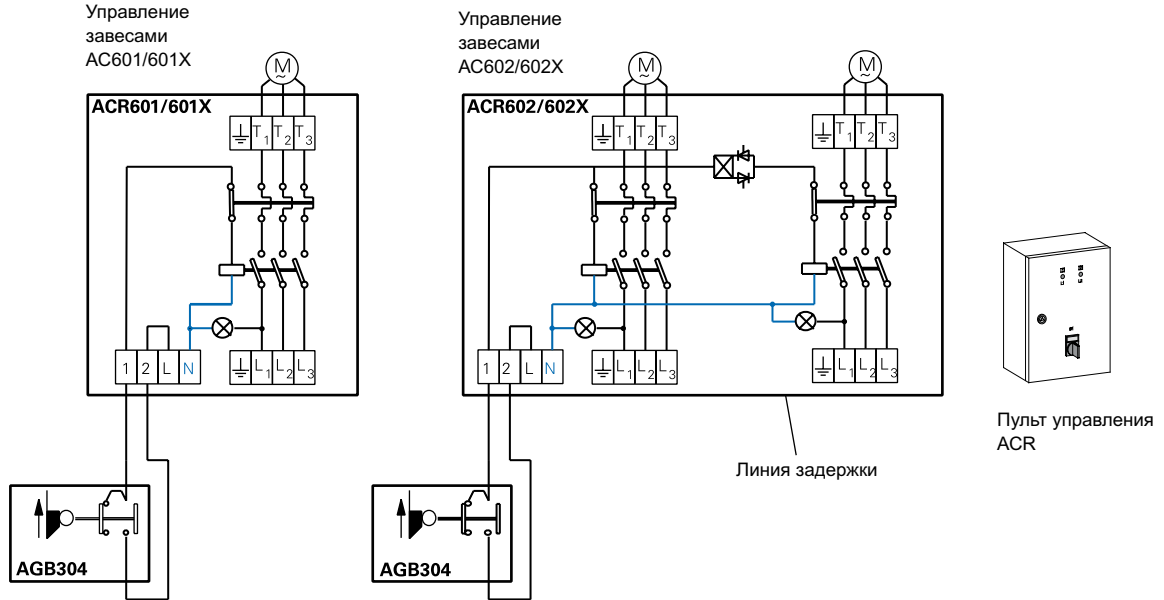 Управление
завесами
AC601/601X
M
~
ACR601/601X
T1 T2 T3
1 2 L N
L1 L2 L3
AGB304
Управление
завесами
AC602/602X
M
~
M
~
ACR602/602X
T1 T2 T3
T1 T2 T3
1 2 L N
L1 L2 L3
L1 L2 L3
Линия задержки
AGB304
Пульт управления
ACR